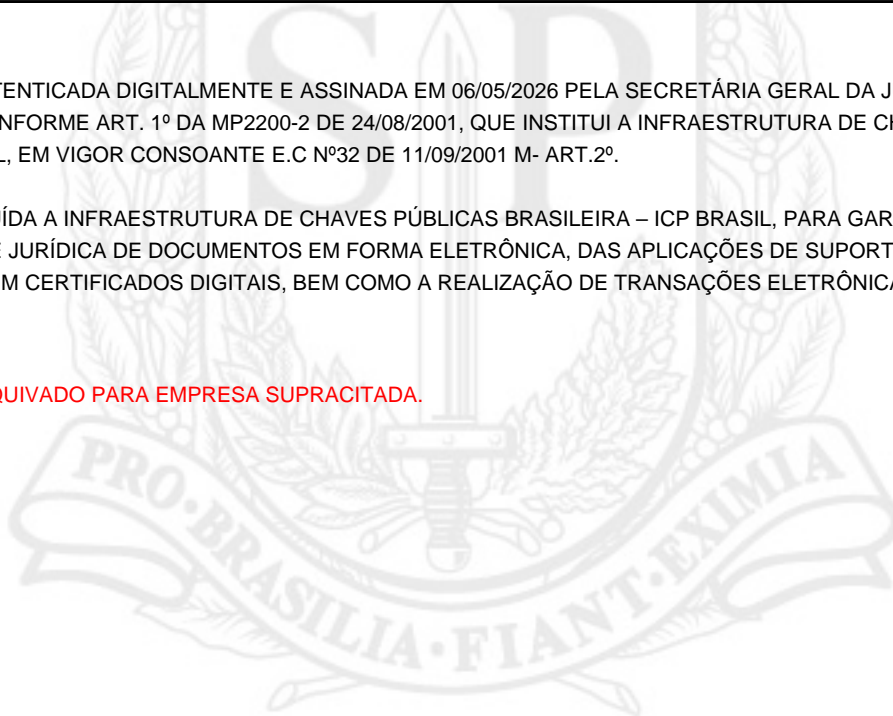 TENTICADA DIGITALMENTE E ASSINADA EM 06/05/2026 PELA SECRETÁRIA GERAL DA J
NFORME ART. 1º DA MP2200-2 DE 24/08/2001, QUE INSTITUI A INFRAESTRUTURA DE CH
L, EM VIGOR CONSOANTE E.C Nº32 DE 11/09/2001 M- ART.2º.
UÍDA A INFRAESTRUTURA DE CHAVES PÚBLICAS BRASILEIRA – ICP BRASIL, PARA GAR
E JURÍDICA DE DOCUMENTOS EM FORMA ELETRÔNICA, DAS APLICAÇÕES DE SUPORT
M CERTIFICADOS DIGITAIS, BEM COMO A REALIZAÇÃO DE TRANSAÇÕES ELETRÔNICA
QUIVADO PARA EMPRESA SUPRACITADA.
SP
PRO·BRASILIA·FIANT·EXIMIA